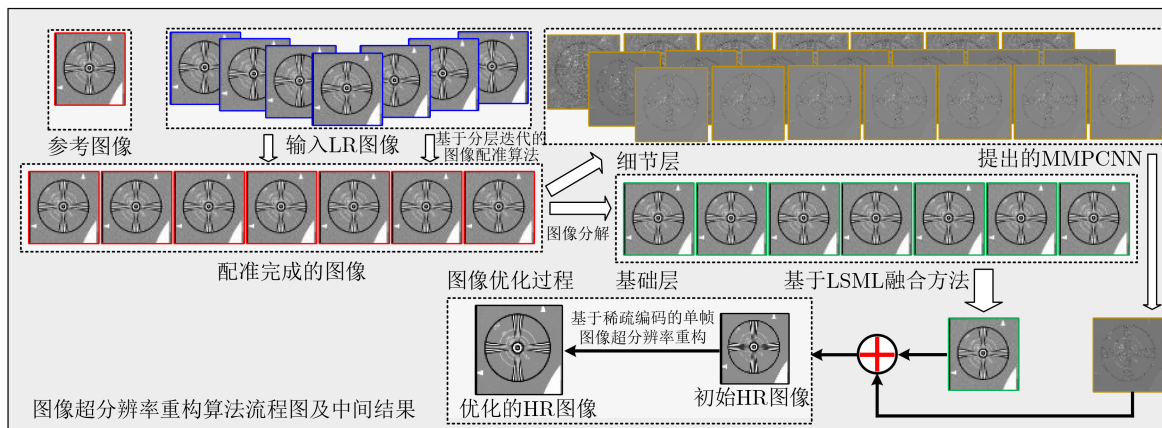 参考图像
输入LR图像
基于分层迭代的
图像配准算法
细节层
提出的MMPCNN
图像分解
配准完成的图像
图像优化过程
基础层
基于LSML融合方法
基于稀疏编码的单帧
图像超分辨率重构
初始HR图像
优化的HR图像
图像超分辨率重构算法流程图及中间结果